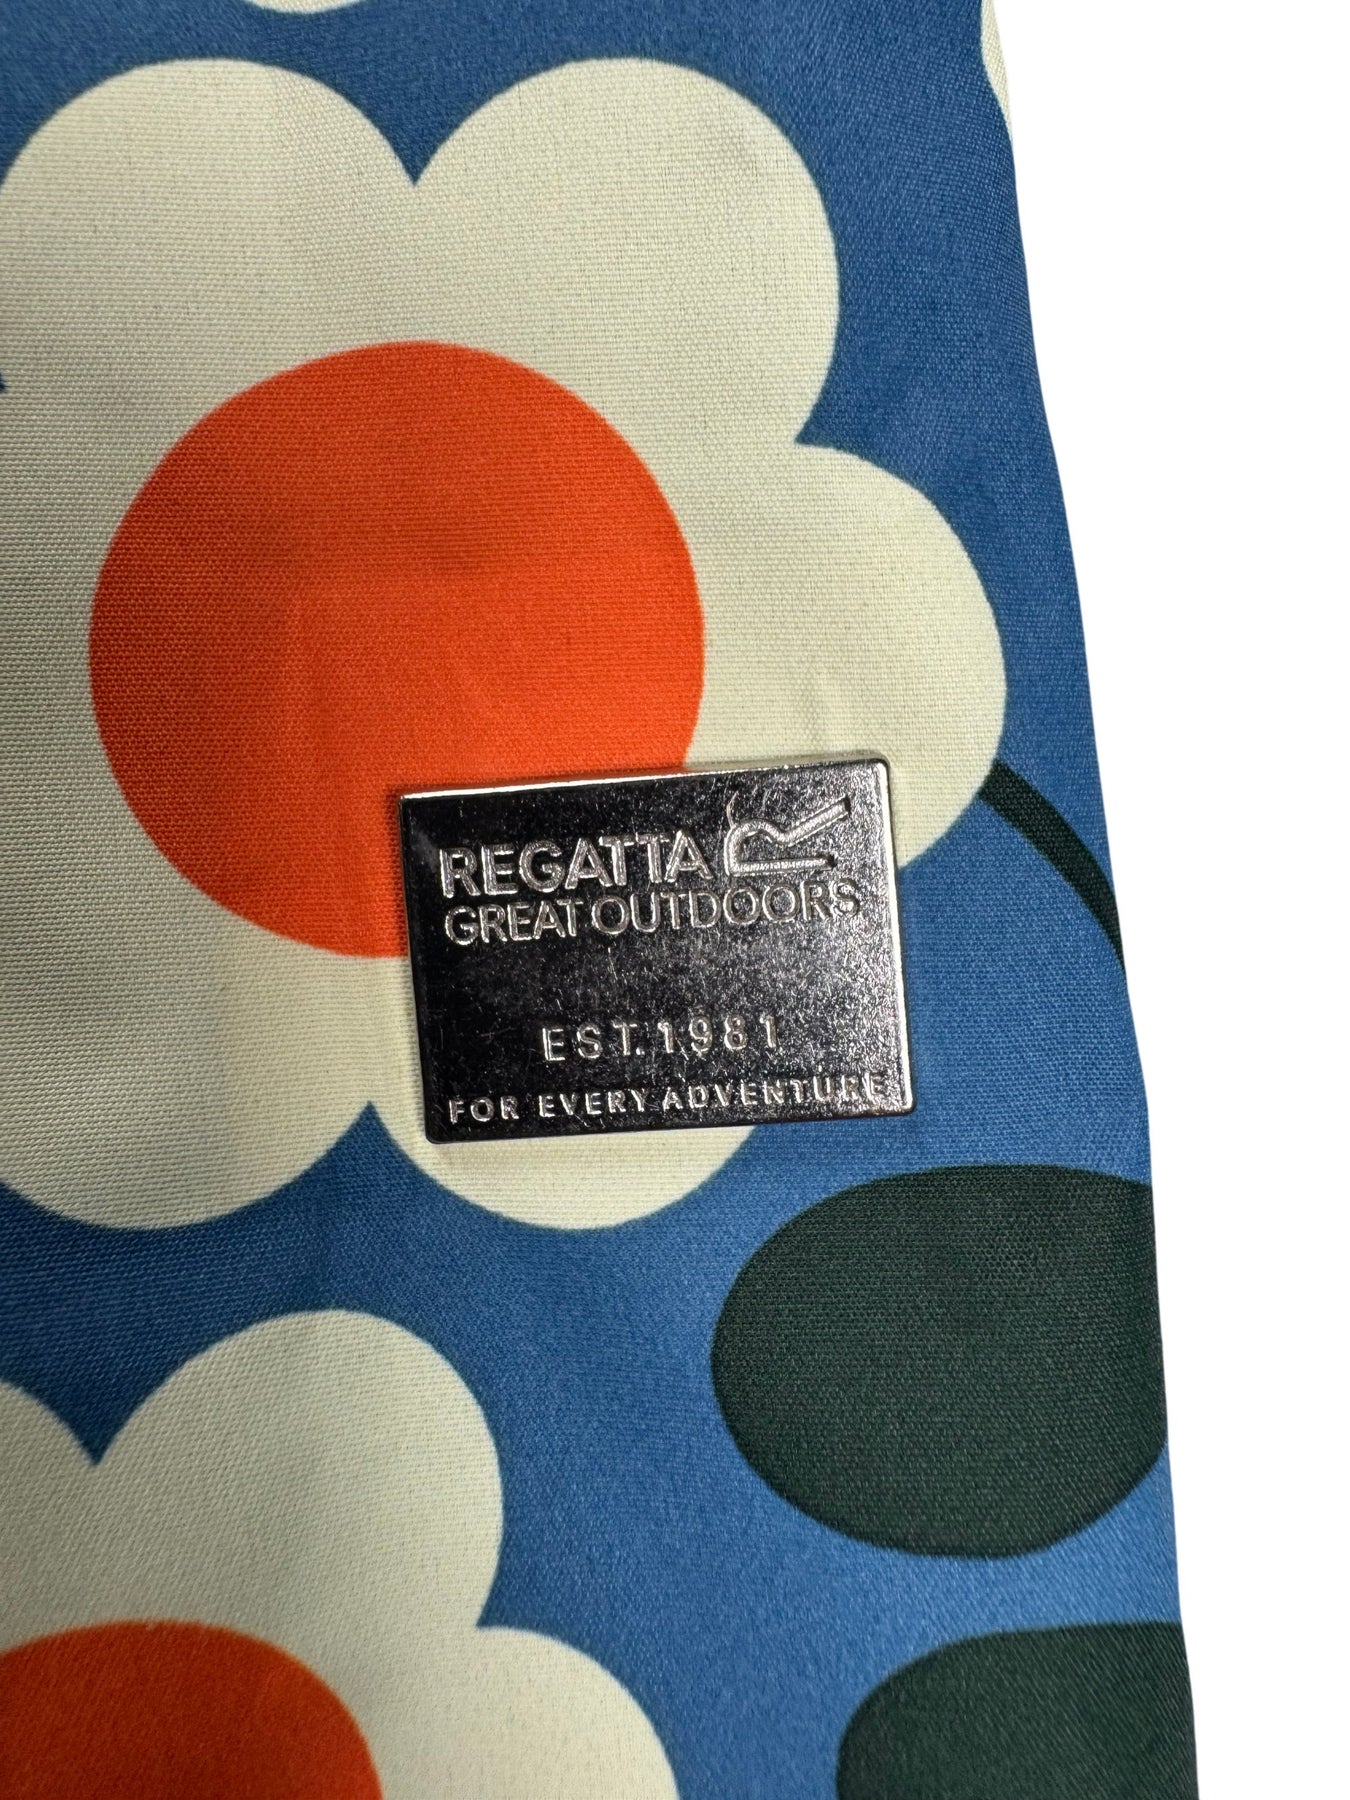 REGATTA R
GREAT OUTDOORS
EST. 1981
FOR EVERY ADVENTURE